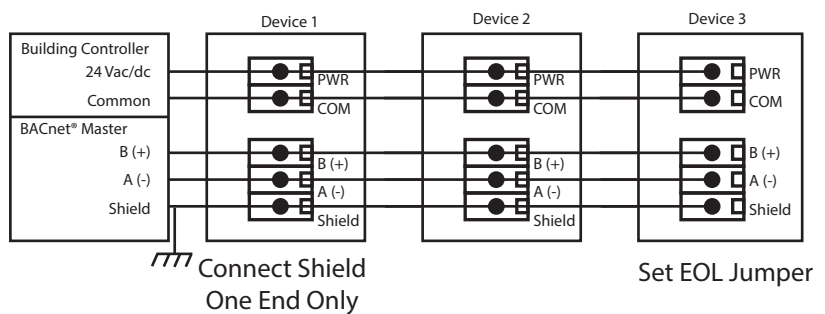 Device 1
Device 2
Device 3
Building Controller
24 Vac/dc
Common
BACnet® Master
B (+)
A (-)
Shield
PWR
COM
B (+)
A (-)
Shield
PWR
COM
B (+)
A (-)
Shield
PWR
COM
B (+)
A (-)
Shield
Connect Shield
One End Only
Set EOL Jumper